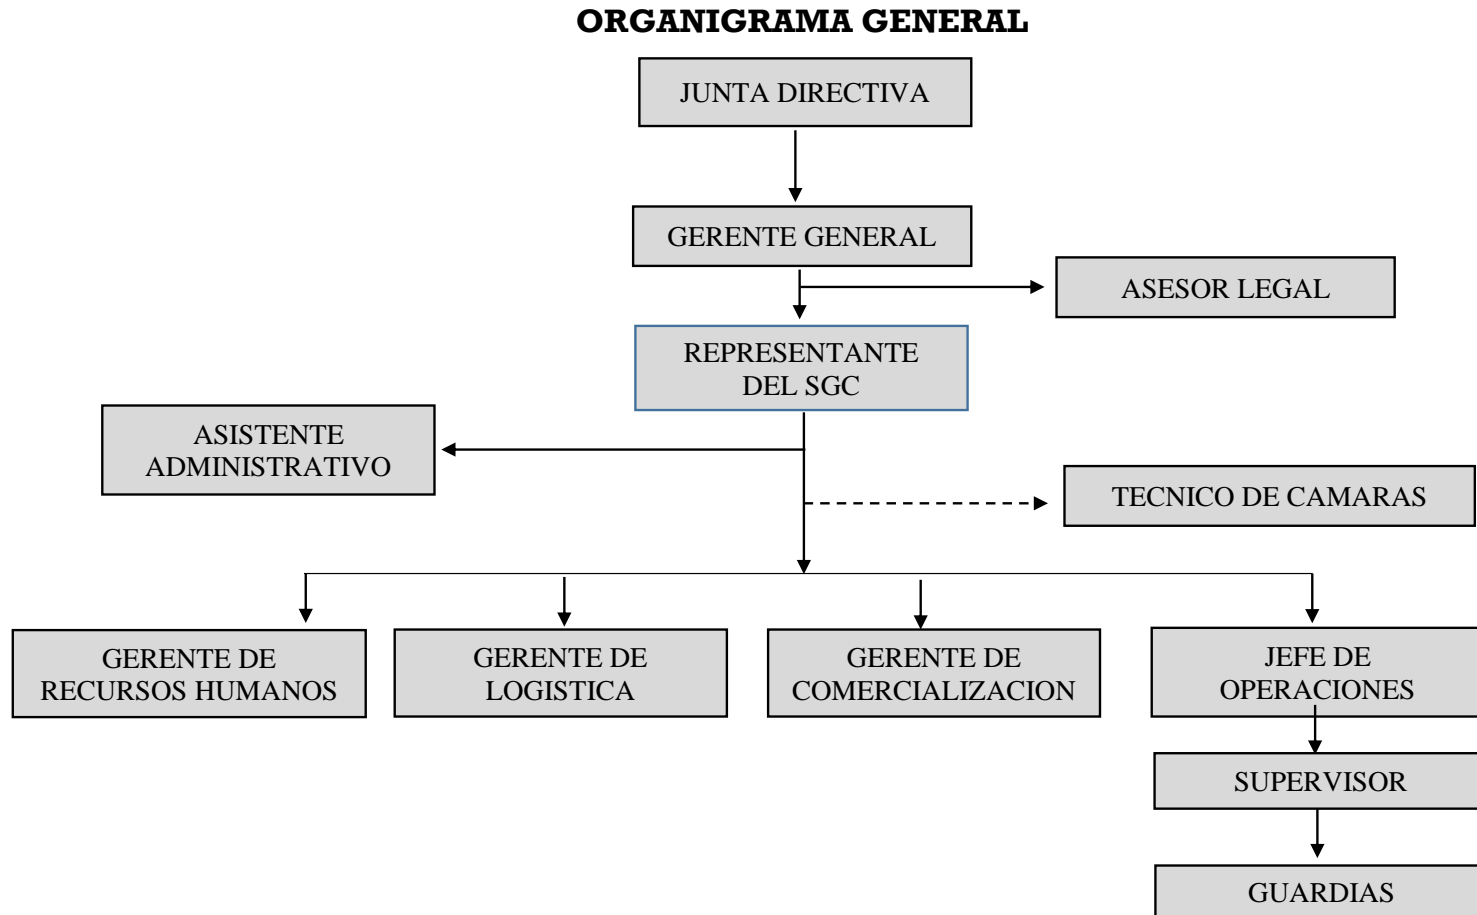 ORGANIGRAMA GENERAL
JUNTA DIRECTIVA
GERENTE GENERAL
ASESOR LEGAL
REPRESENTANTE
DEL SGC
ASISTENTE
ADMINISTRATIVO
TECNICO DE CAMARAS
GERENTE DE
RECURSOS HUMANOS
GERENTE DE
LOGISTICA
GERENTE DE
COMERCIALIZACION
JEFE DE
OPERACIONES
SUPERVISOR
GUARDIAS